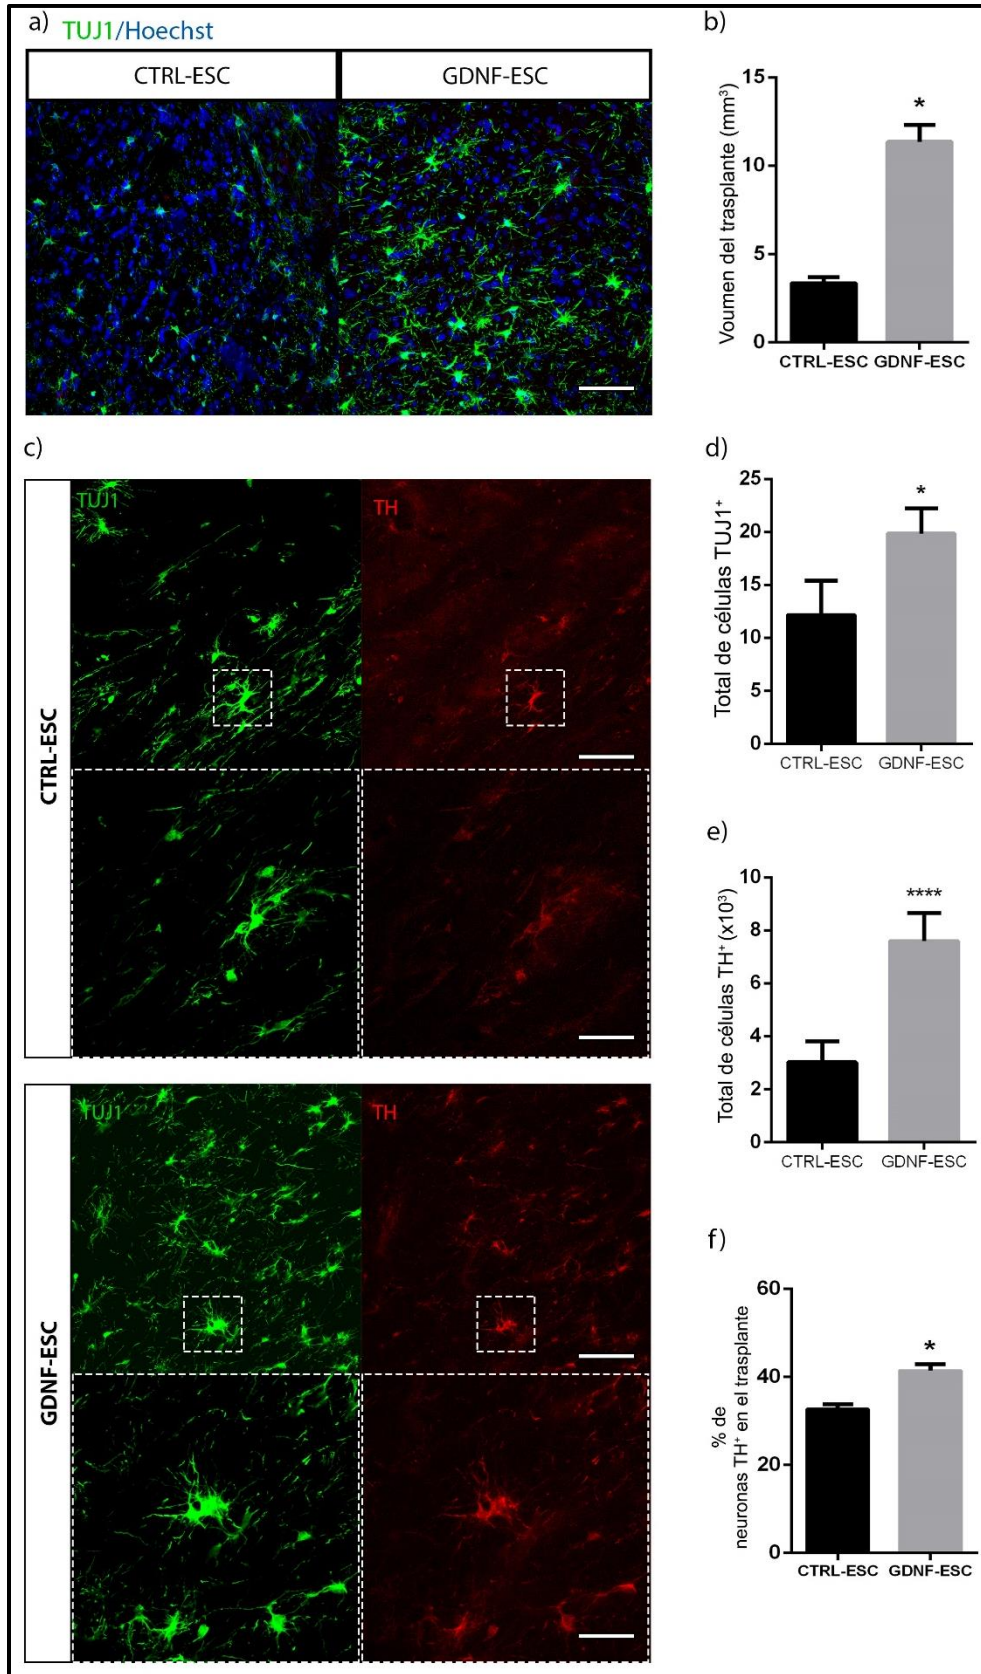 a) TUJ1/Hoechst
CTRL-ESC GDNF-ESC
b)
Voumen del trasplante (mm³)
15
10
5
0
*
CTRL-ESC GDNF-ESC
c)
CTRL-ESC
TUJ1 TH
GDNF-ESC
TUJ1 TH
d)
Total de células TUJ1⁺
25
20
15
10
5
0
*
CTRL-ESC GDNF-ESC
e)
Total de células TH⁺ (x10³)
10
8
6
4
2
0
****
CTRL-ESC GDNF-ESC
f)
% de
neuronas TH⁺ en el trasplante
60
40
20
0
*
CTRL-ESC GDNF-ESC